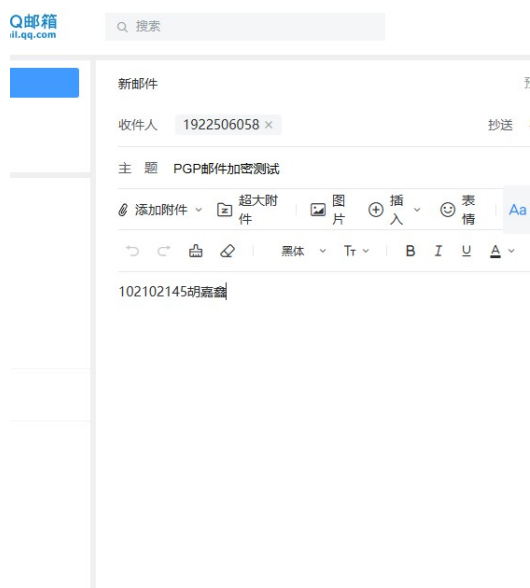 Q邮箱
il.qq.com
搜索
新邮件
预
收件人 1922506058 ×
抄送
主 题 PGP邮件加密测试
添加附件 超大附件 图片 插入 表情 Aa
黑体 TT B I U A
102102145胡嘉鑫